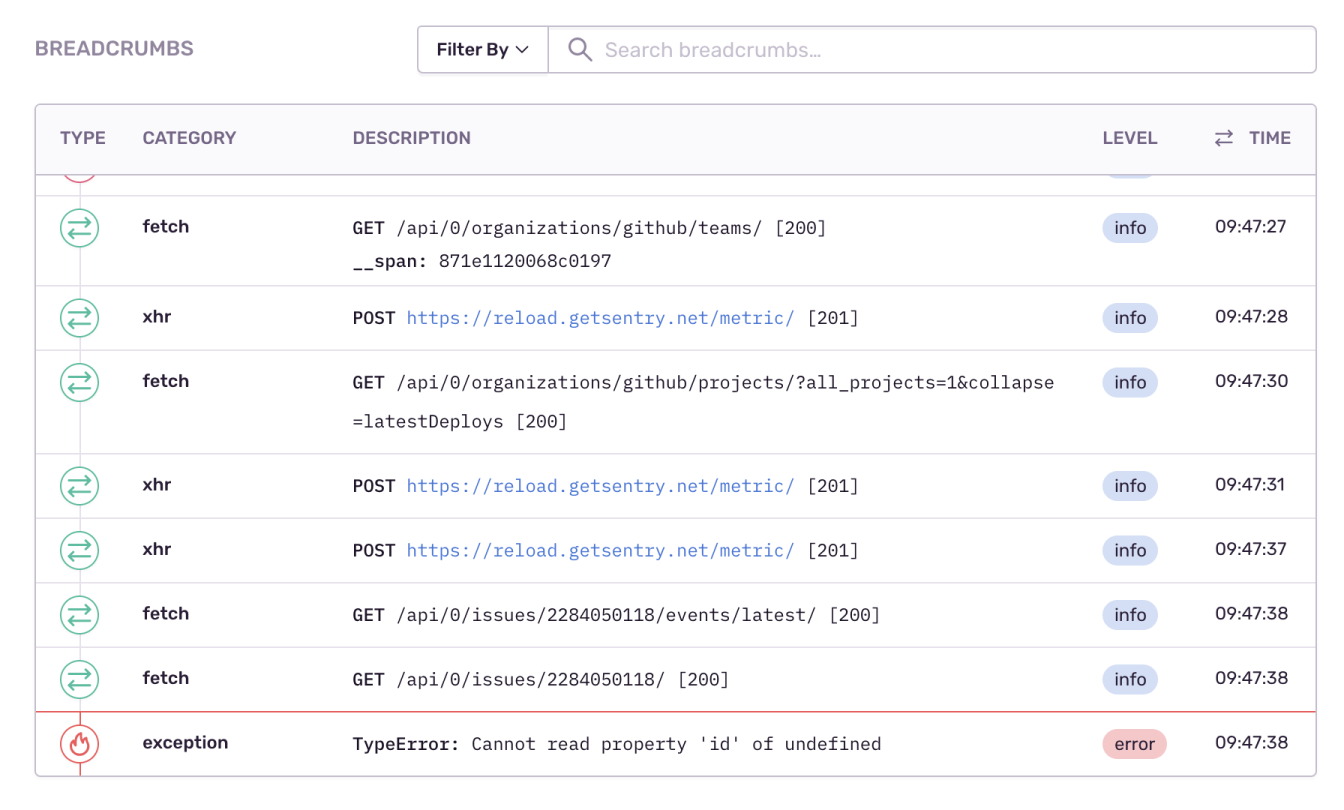 BREADCRUMBS
Filter By
Search breadcrumbs...
TYPE CATEGORY DESCRIPTION LEVEL TIME
fetch GET /api/0/organizations/github/teams/ [200] info 09:47:27
__span: 871e1120068c0197
xhr POST https://reload.getsentry.net/metric/ [201] info 09:47:28
fetch GET /api/0/organizations/github/projects/?all_projects=1&collapse info 09:47:30
=latestDeploys [200]
xhr POST https://reload.getsentry.net/metric/ [201] info 09:47:31
xhr POST https://reload.getsentry.net/metric/ [201] info 09:47:37
fetch GET /api/0/issues/2284050118/events/latest/ [200] info 09:47:38
fetch GET /api/0/issues/2284050118/ [200] info 09:47:38
exception TypeError: Cannot read property 'id' of undefined error 09:47:38